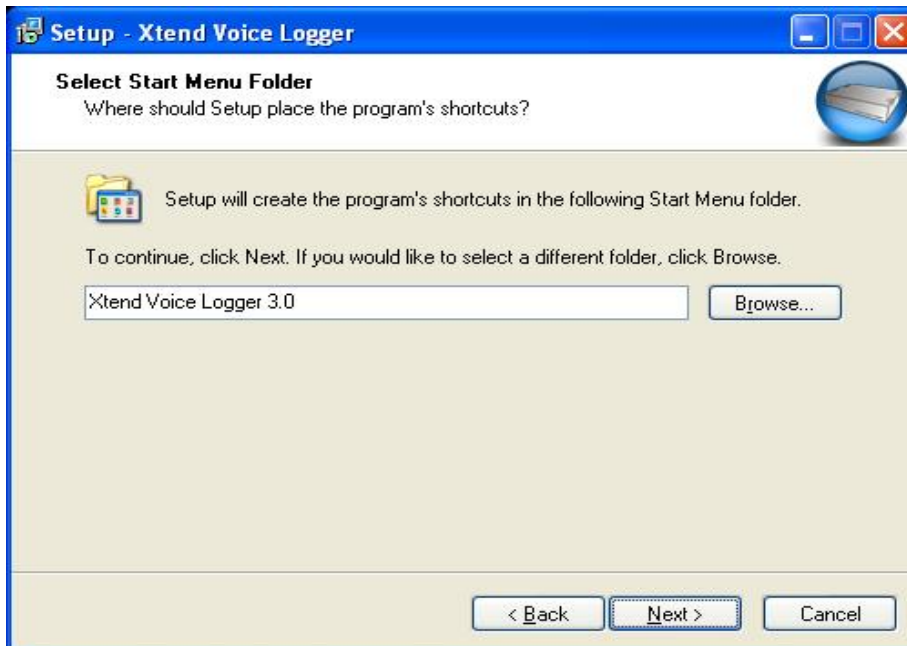 Setup - Xtend Voice Logger
Select Start Menu Folder
Where should Setup place the program's shortcuts?
Setup will create the program's shortcuts in the following Start Menu folder.
To continue, click Next. If you would like to select a different folder, click Browse.
Xtend Voice Logger 3.0
Browse...
< Back
Next >
Cancel